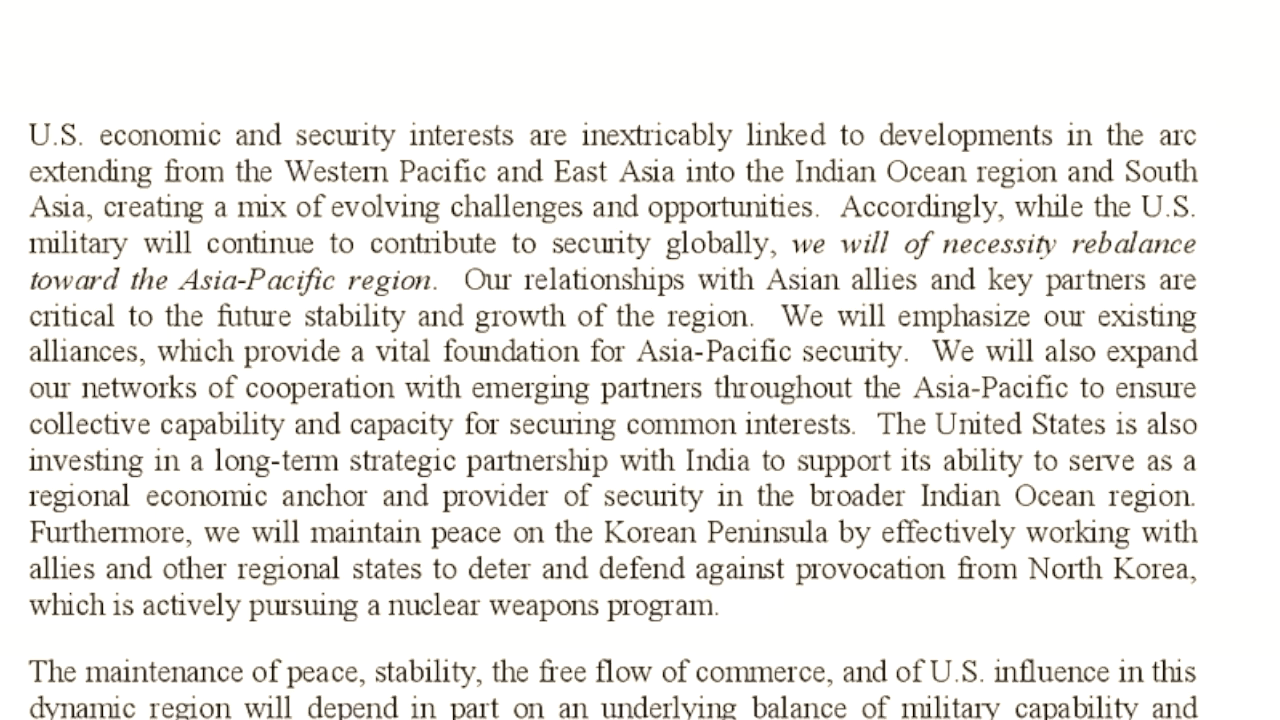 U.S. economic and security interests are inextricably linked to developments in the arc
extending from the Western Pacific and East Asia into the Indian Ocean region and South
Asia, creating a mix of evolving challenges and opportunities. Accordingly, while the U.S.
military will continue to contribute to security globally, we will of necessity rebalance
toward the Asia-Pacific region. Our relationships with Asian allies and key partners are
critical to the future stability and growth of the region. We will emphasize our existing
alliances, which provide a vital foundation for Asia-Pacific security. We will also expand
our networks of cooperation with emerging partners throughout the Asia-Pacific to ensure
collective capability and capacity for securing common interests. The United States is also
investing in a long-term strategic partnership with India to support its ability to serve as a
regional economic anchor and provider of security in the broader Indian Ocean region.
Furthermore, we will maintain peace on the Korean Peninsula by effectively working with
allies and other regional states to deter and defend against provocation from North Korea,
which is actively pursuing a nuclear weapons program.
The maintenance of peace, stability, the free flow of commerce, and of U.S. influence in this
dynamic region will depend in part on an underlying balance of military capability and